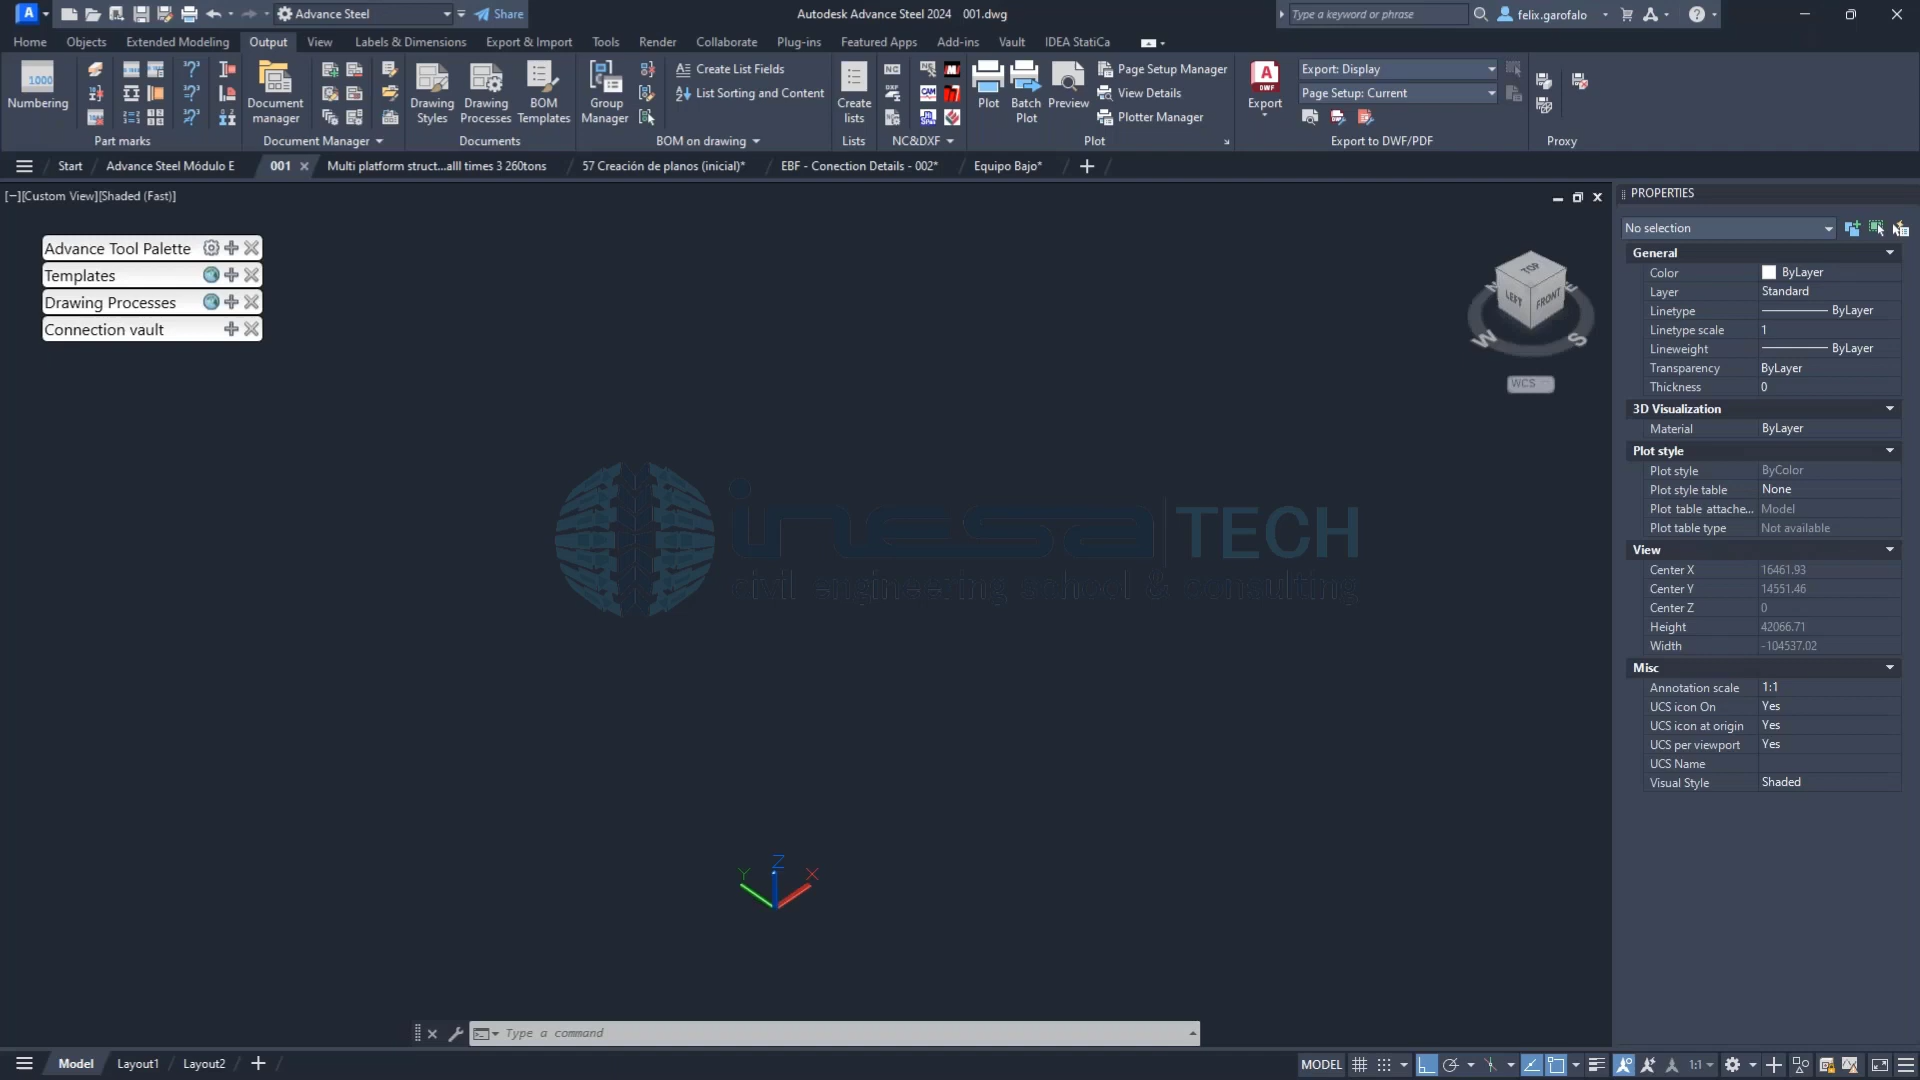 Advance Steel
Share
Autodesk Advance Steel 2024 001.dwg
Type a keyword or phrase
felix.garofalo
Home Objects Extended Modeling Output View Labels & Dimensions Export & Import Tools Render Collaborate Plug-ins Featured Apps Add-ins Vault IDEA StatiCa
1000
Numbering
Part marks
Document manager
Document Manager
Drawing Styles
Drawing Processes
BOM Templates
Documents
Group Manager
Create List Fields
List Sorting and Content
BOM on drawing
Create lists
Lists
NC&DXF
Plot
Batch Plot
Preview
Page Setup Manager
View Details
Plotter Manager
Plot
Export
Export: Display
Page Setup: Current
Export to DWF/PDF
Proxy
Start Advance Steel Módulo E 001 Multi platform struct...alll times 3 260tons 57 Creación de planos (inicial)* EBF - Conection Details - 002* Equipo Bajo*
[−][Custom View][Shaded (Fast)]
Advance Tool Palette
Templates
Drawing Processes
Connection vault
TOP
LEFT
FRONT
W
S
WCS
inesa|TECH
civil engineering school & consulting
Z
Y
X
PROPERTIES
No selection
General
Color ByLayer
Layer Standard
Linetype ByLayer
Linetype scale 1
Lineweight ByLayer
Transparency ByLayer
Thickness 0
3D Visualization
Material ByLayer
Plot style
Plot style ByColor
Plot style table None
Plot table attache... Model
Plot table type Not available
View
Center X 16461.93
Center Y 14551.46
Center Z 0
Height 42066.71
Width -104537.02
Misc
Annotation scale 1:1
UCS icon On Yes
UCS icon at origin Yes
UCS per viewport Yes
UCS Name
Visual Style Shaded
Type a command
Model Layout1 Layout2
MODEL
1:1